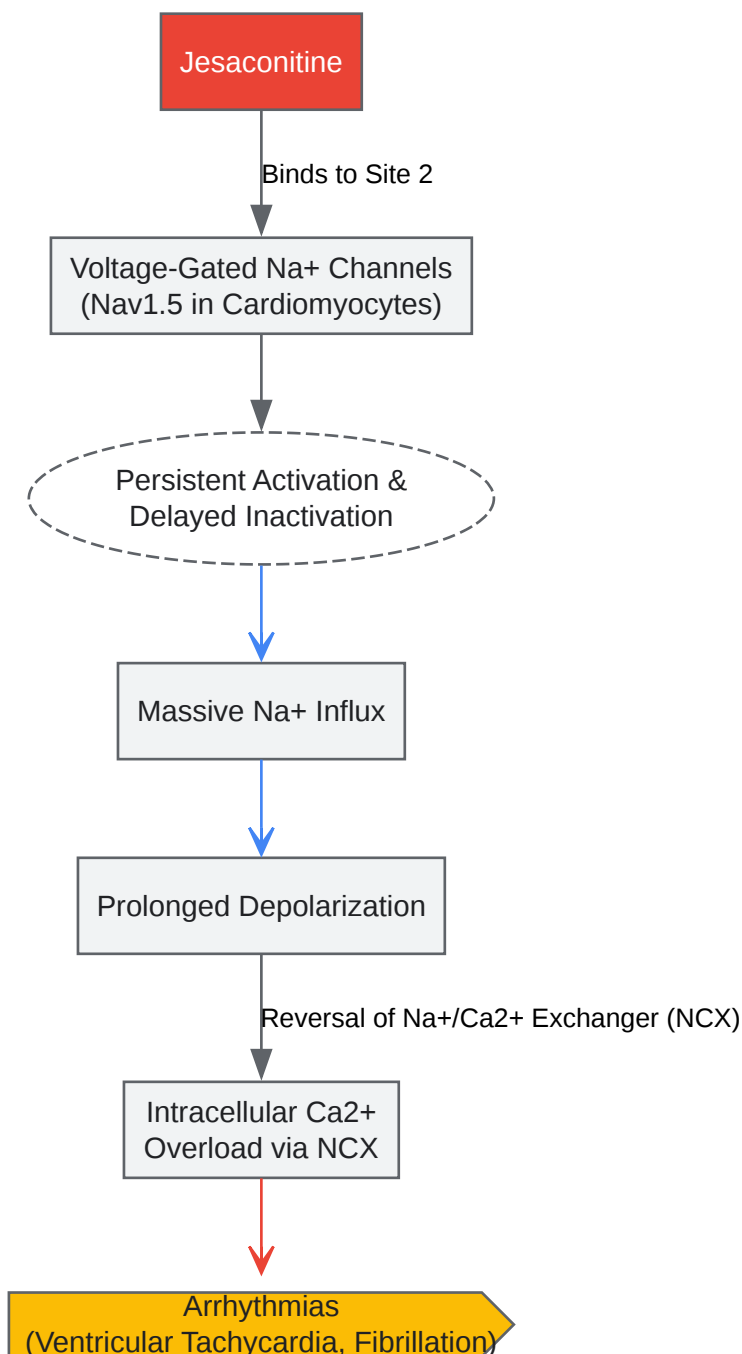 Jesaconitine
Binds to Site 2
Voltage-Gated Na+ Channels
(Nav1.5 in Cardiomyocytes)
Persistent Activation &
Delayed Inactivation
Massive Na+ Influx
Prolonged Depolarization
Reversal of Na+/Ca2+ Exchanger (NCX)
Intracellular Ca2+
Overload via NCX
Arrhythmias
(Ventricular Tachycardia, Fibrillation)